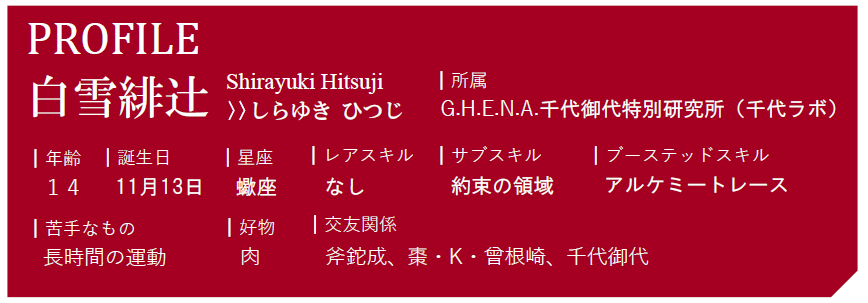 PROFILE
白雪緋辻
Shirayuki Hitsuji
〉〉しらゆき ひつじ
所属
G.H.E.N.A.千代御代特別研究所（千代ラボ）
年齢
１４
誕生日
11月13日
星座
蠍座
レアスキル
なし
サブスキル
約束の領域
ブーステッドスキル
アルケミートレース
苦手なもの
長時間の運動
好物
肉
交友関係
斧鉈成、棗・K・曾根崎、千代御代